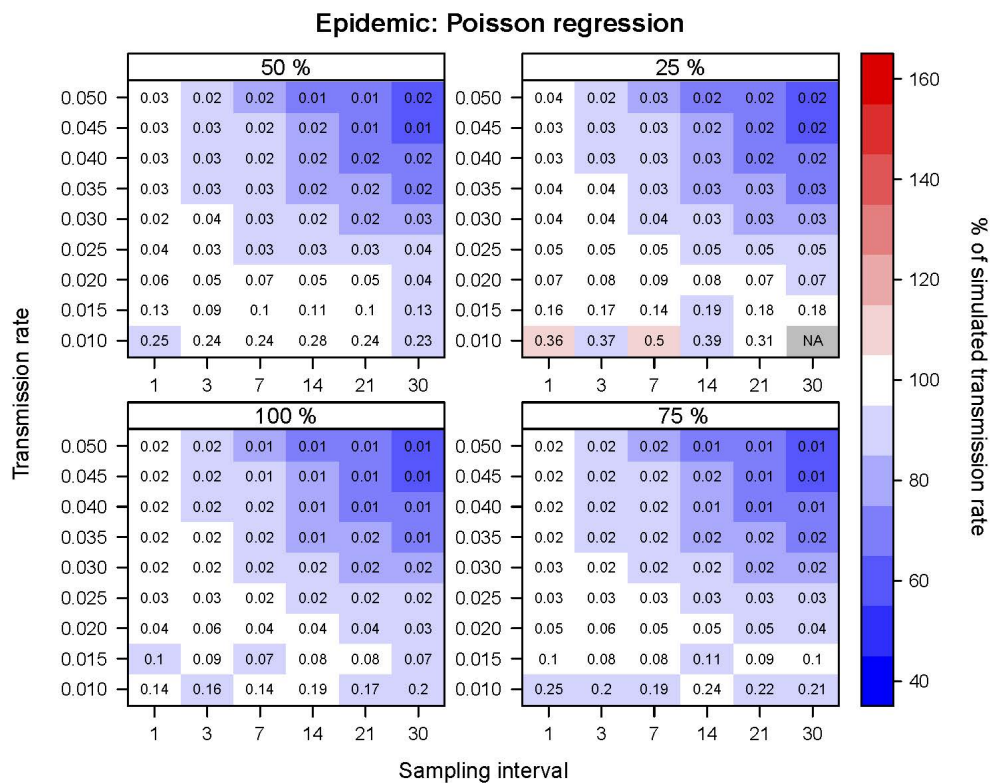 Epidemic: Poisson regression
50 %
0.050 0.03 0.02 0.02 0.01 0.01 0.02
0.045 0.03 0.03 0.02 0.02 0.01 0.01
0.040 0.03 0.03 0.03 0.02 0.02 0.02
0.035 0.03 0.03 0.03 0.02 0.02 0.02
0.030 0.02 0.04 0.03 0.02 0.02 0.03
0.025 0.04 0.03 0.03 0.03 0.03 0.04
0.020 0.06 0.05 0.07 0.05 0.05 0.04
0.015 0.13 0.09 0.1 0.11 0.1 0.13
0.010 0.25 0.24 0.24 0.28 0.24 0.23
1 3 7 14 21 30
25 %
0.050 0.04 0.02 0.03 0.02 0.02 0.02
0.045 0.03 0.03 0.03 0.02 0.02 0.02
0.040 0.03 0.03 0.03 0.02 0.02 0.02
0.035 0.04 0.04 0.03 0.03 0.03 0.03
0.030 0.04 0.04 0.04 0.03 0.03 0.03
0.025 0.05 0.05 0.05 0.05 0.05 0.05
0.020 0.07 0.08 0.09 0.08 0.07 0.07
0.015 0.16 0.17 0.14 0.19 0.18 0.18
0.010 0.36 0.37 0.5 0.39 0.31 NA
1 3 7 14 21 30
100 %
0.050 0.02 0.02 0.01 0.01 0.01 0.01
0.045 0.02 0.02 0.01 0.01 0.01 0.01
0.040 0.02 0.02 0.02 0.01 0.01 0.01
0.035 0.02 0.02 0.02 0.01 0.02 0.01
0.030 0.02 0.02 0.02 0.02 0.02 0.02
0.025 0.03 0.03 0.02 0.02 0.02 0.02
0.020 0.04 0.06 0.04 0.04 0.04 0.03
0.015 0.1 0.09 0.07 0.08 0.08 0.07
0.010 0.14 0.16 0.14 0.19 0.17 0.2
1 3 7 14 21 30
75 %
0.050 0.02 0.02 0.01 0.01 0.01 0.01
0.045 0.02 0.02 0.02 0.01 0.01 0.01
0.040 0.02 0.02 0.02 0.02 0.01 0.01
0.035 0.02 0.02 0.02 0.02 0.02 0.02
0.030 0.03 0.02 0.02 0.02 0.02 0.02
0.025 0.03 0.03 0.03 0.03 0.03 0.03
0.020 0.05 0.06 0.05 0.05 0.05 0.04
0.015 0.1 0.08 0.08 0.11 0.09 0.1
0.010 0.25 0.2 0.19 0.24 0.22 0.21
1 3 7 14 21 30
Transmission rate
Sampling interval
160
140
120
100
80
60
40
% of simulated transmission rate